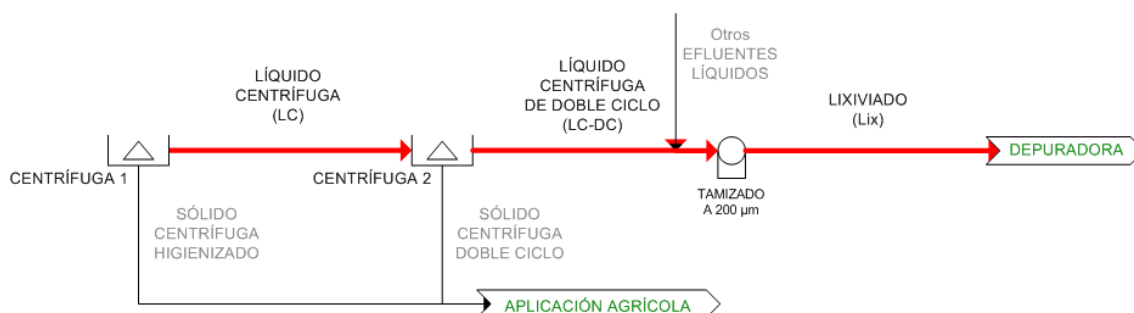 Otros
EFLUENTES
LÍQUIDOS
LÍQUIDO
CENTRÍFUGA
(LC)
LÍQUIDO
CENTRÍFUGA
DE DOBLE CICLO
(LC-DC)
LIXIVIADO
(Lix)
DEPURADORA
CENTRÍFUGA 1
CENTRÍFUGA 2
TAMIZADO
A 200 µm
SÓLIDO
CENTRÍFUGA
HIGIENIZADO
SÓLIDO
CENTRÍFUGA
DOBLE CICLO
APLICACIÓN AGRÍCOLA